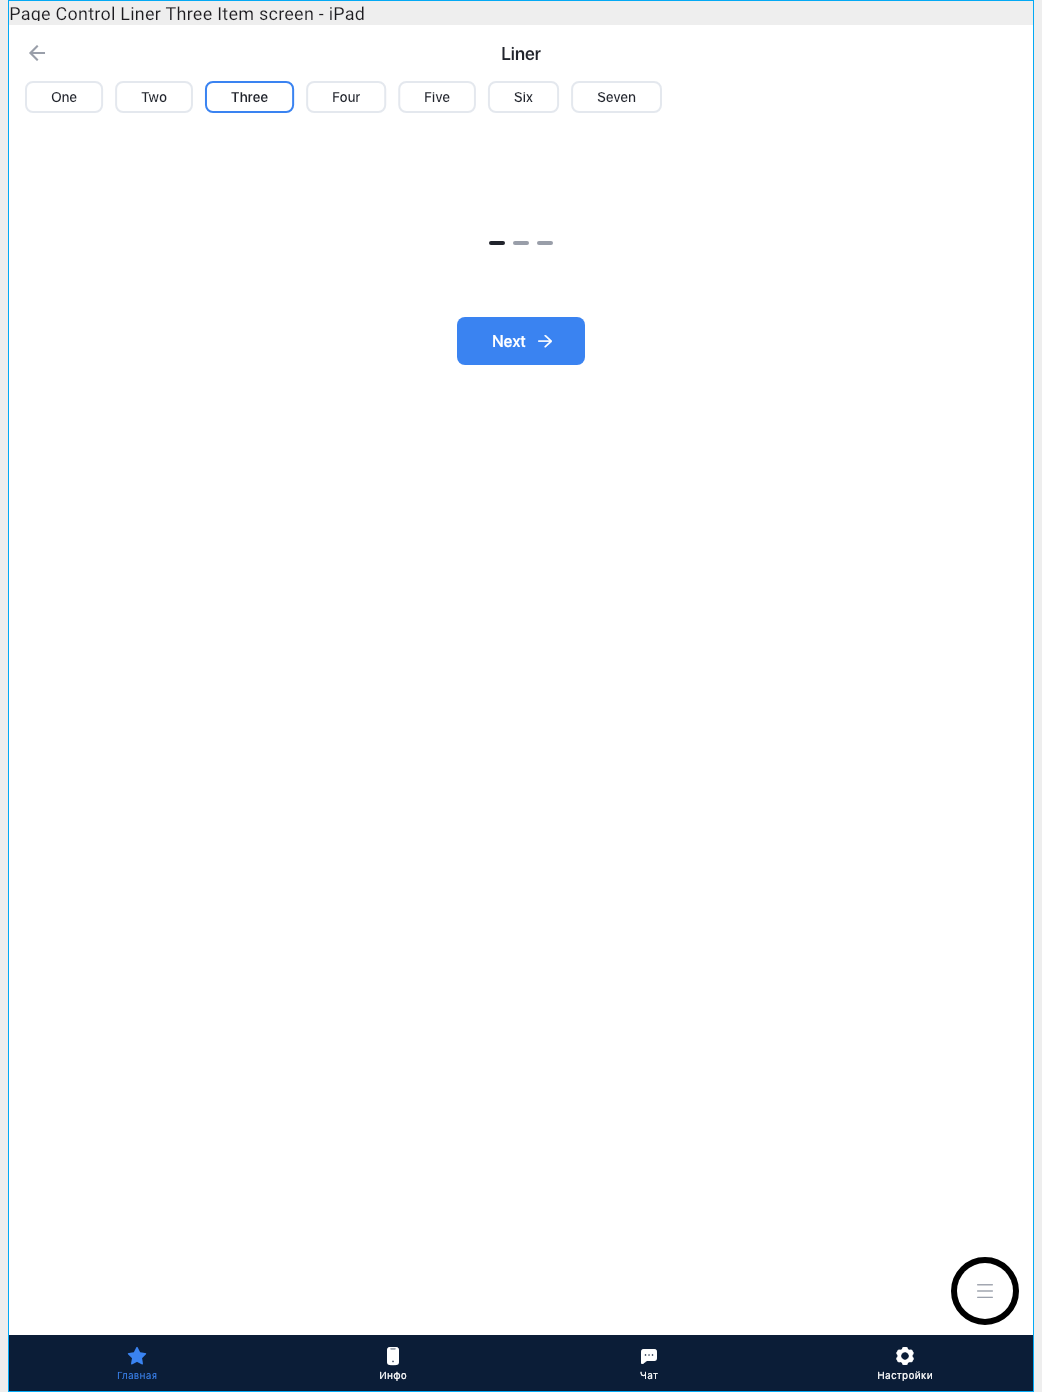 Page Control Liner Three Item screen - iPad
Liner
One Two Three Four Five Six Seven
Next
Главная Инфо Чат Настройки